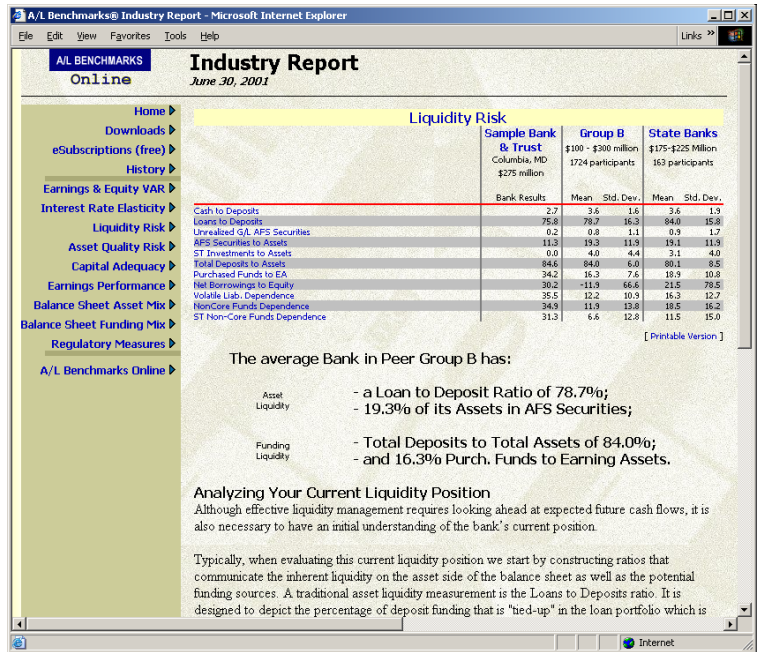 A/L Benchmarks® Industry Report - Microsoft Internet Explorer
File Edit View Favorites Tools Help Links »
A/L BENCHMARKS
Online
Industry Report
June 30, 2001
Home
Downloads
eSubscriptions (free)
History
Earnings & Equity VAR
Interest Rate Elasticity
Liquidity Risk
Asset Quality Risk
Capital Adequacy
Earnings Performance
Balance Sheet Asset Mix
Balance Sheet Funding Mix
Regulatory Measures
A/L Benchmarks Online
Liquidity Risk
Sample Bank & Trust Columbia, MD $275 million
Group B $100 - $300 million 1724 participants
State Banks $175-$225 Million 163 participants
Bank Results Mean Std. Dev. Mean Std. Dev.
Cash to Deposits 2.7 3.6 1.6 3.6 1.9
Loans to Deposits 75.8 78.7 16.3 84.0 15.8
Unrealized G/L AFS Securities 0.2 0.8 1.1 0.9 1.7
AFS Securities to Assets 11.3 19.3 11.9 19.1 11.9
ST Investments to Assets 0.0 4.0 4.4 3.1 4.0
Total Deposits to Assets 84.6 84.0 6.0 80.1 8.5
Purchased Funds to EA 34.2 16.3 7.6 18.9 10.8
Net Borrowings to Equity 30.2 -11.9 66.6 21.5 78.5
Volatile Liab. Dependence 35.5 12.2 10.9 16.3 12.7
NonCore Funds Dependence 34.9 11.9 13.8 18.5 16.2
ST Non-Core Funds Dependence 31.3 6.6 12.8 11.5 15.0
[ Printable Version ]
The average Bank in Peer Group B has:
Asset Liquidity
- a Loan to Deposit Ratio of 78.7%;
- 19.3% of its Assets in AFS Securities;
Funding Liquidity
- Total Deposits to Total Assets of 84.0%;
- and 16.3% Purch. Funds to Earning Assets.
Analyzing Your Current Liquidity Position
Although effective liquidity management requires looking ahead at expected future cash flows, it is
also necessary to have an initial understanding of the bank's current position.
Typically, when evaluating this current liquidity position we start by constructing ratios that
communicate the inherent liquidity on the asset side of the balance sheet as well as the potential
funding sources. A traditional asset liquidity measurement is the Loans to Deposits ratio. It is
designed to depict the percentage of deposit funding that is "tied-up" in the loan portfolio which is
Internet